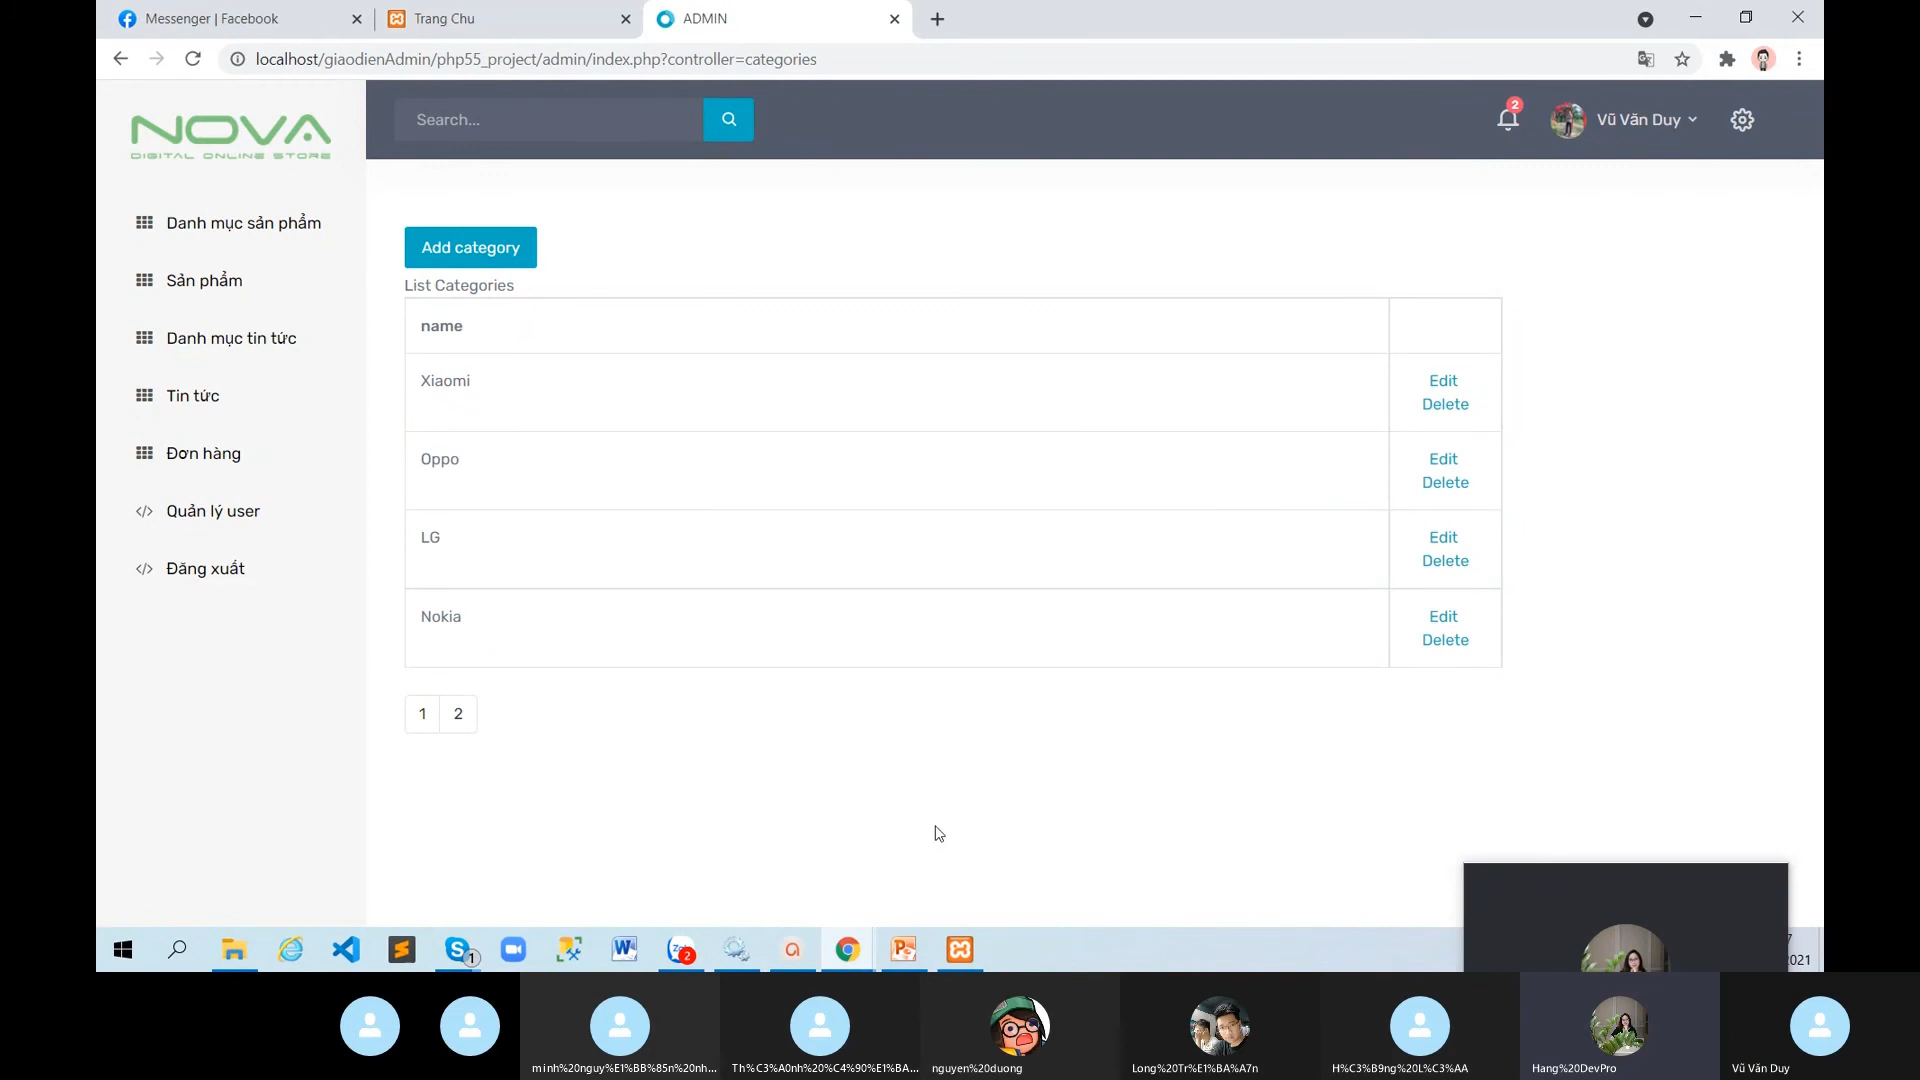 Messenger | Facebook
Trang Chu
ADMIN
localhost/giaodienAdmin/php55_project/admin/index.php?controller=categories
NOVA
DIGITAL ONLINE STORE
Search...
2
Vũ Văn Duy
Danh mục sản phẩm
Sản phẩm
Danh mục tin tức
Tin tức
Đơn hàng
Quản lý user
Đăng xuất
Add category
List Categories
name
Xiaomi
Edit
Delete
Oppo
Edit
Delete
LG
Edit
Delete
Nokia
Edit
Delete
1 2
1
2
7
2021
minh%20nguy%E1%BB%85n%20nh...
Th%C3%A0nh%20%C4%90%E1%BA...
nguyen%20duong
Long%20Tr%E1%BA%A7n
H%C3%B9ng%20L%C3%AA
Hang%20DevPro
Vũ Văn Duy